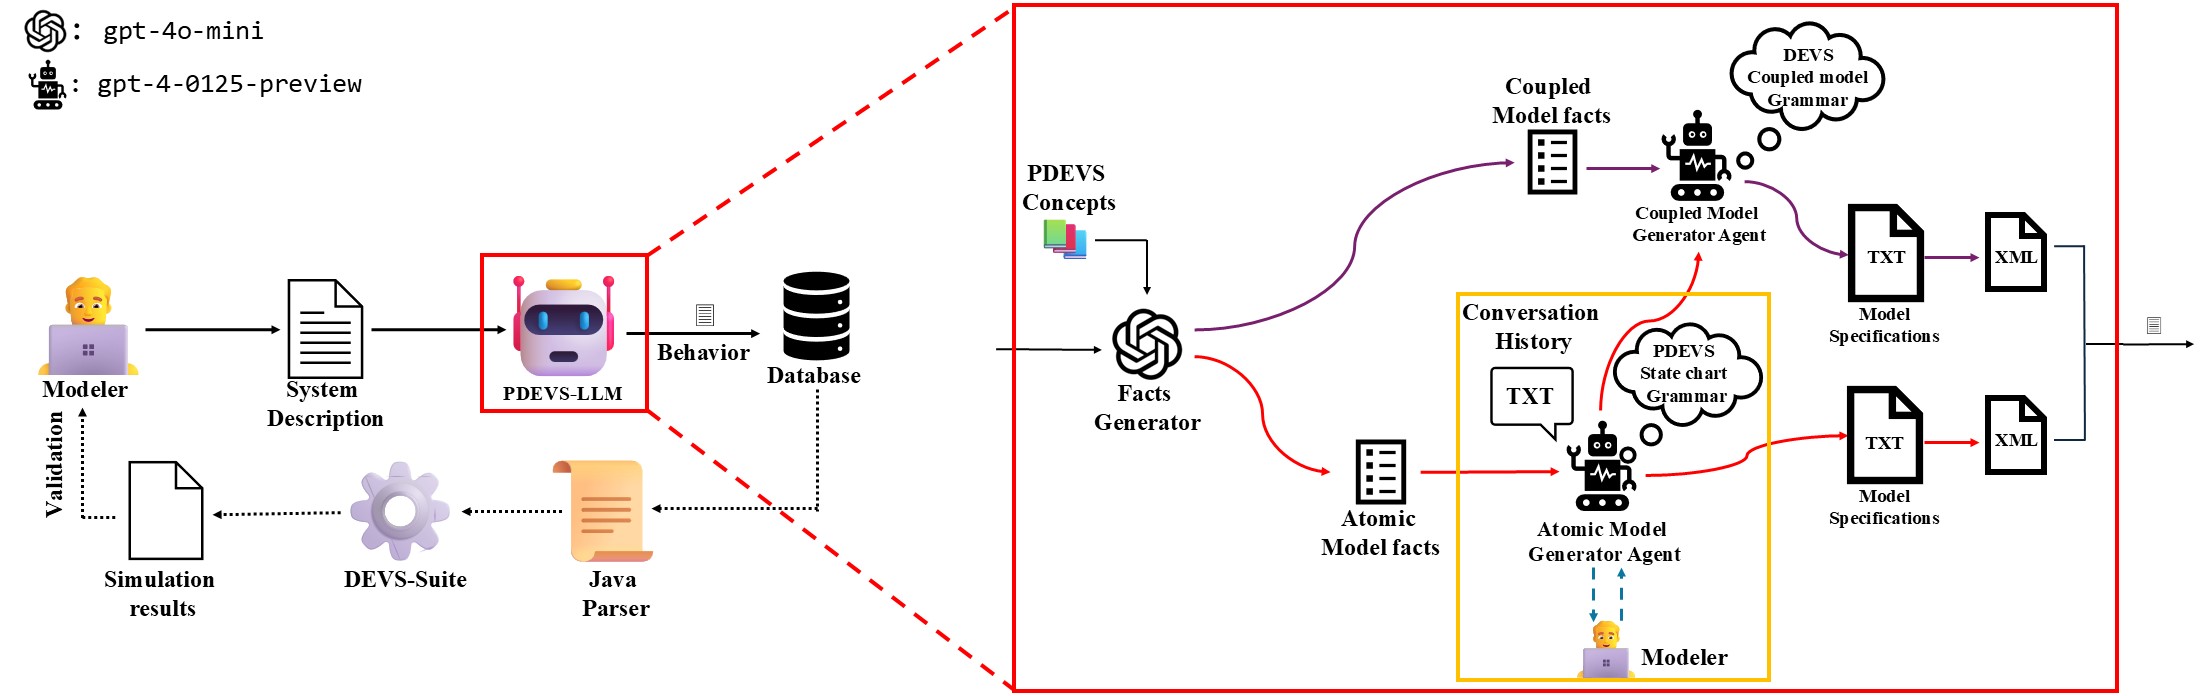 : gpt-4o-mini
: gpt-4-0125-preview
Modeler
System
Description
PDEVS-LLM
Behavior
Database
Validation
Simulation
results
DEVS-Suite
Java
Parser
PDEVS
Concepts
Facts
Generator
Coupled
Model facts
DEVS
Coupled model
Grammar
Coupled Model
Generator Agent
TXT
Model
Specifications
XML
Conversation
History
TXT
PDEVS
State chart
Grammar
Atomic
Model facts
Atomic Model
Generator Agent
Modeler
TXT
Model
Specifications
XML